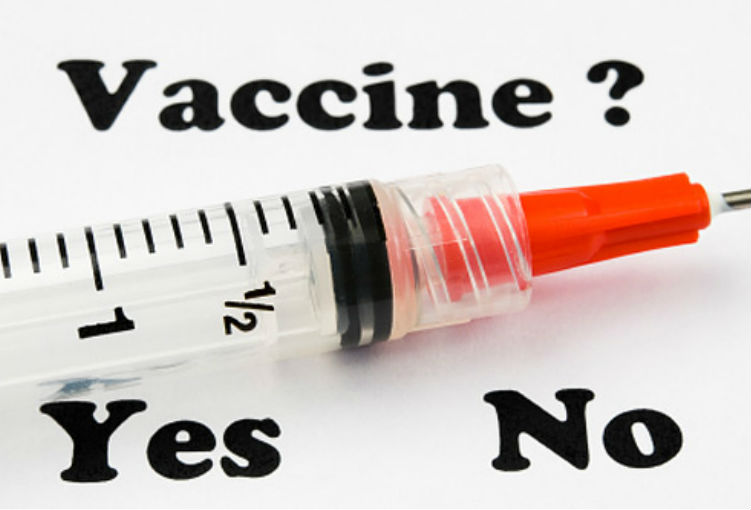 Vaccine ?
1 1/2
Yes No